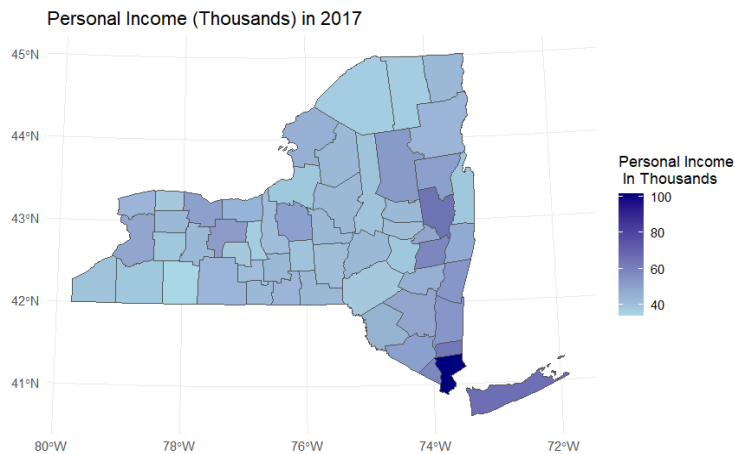 Personal Income (Thousands) in 2017
45°N
44°N
43°N
42°N
41°N
80°W
78°W
76°W
74°W
72°W
Personal Income
In Thousands
100
80
60
40